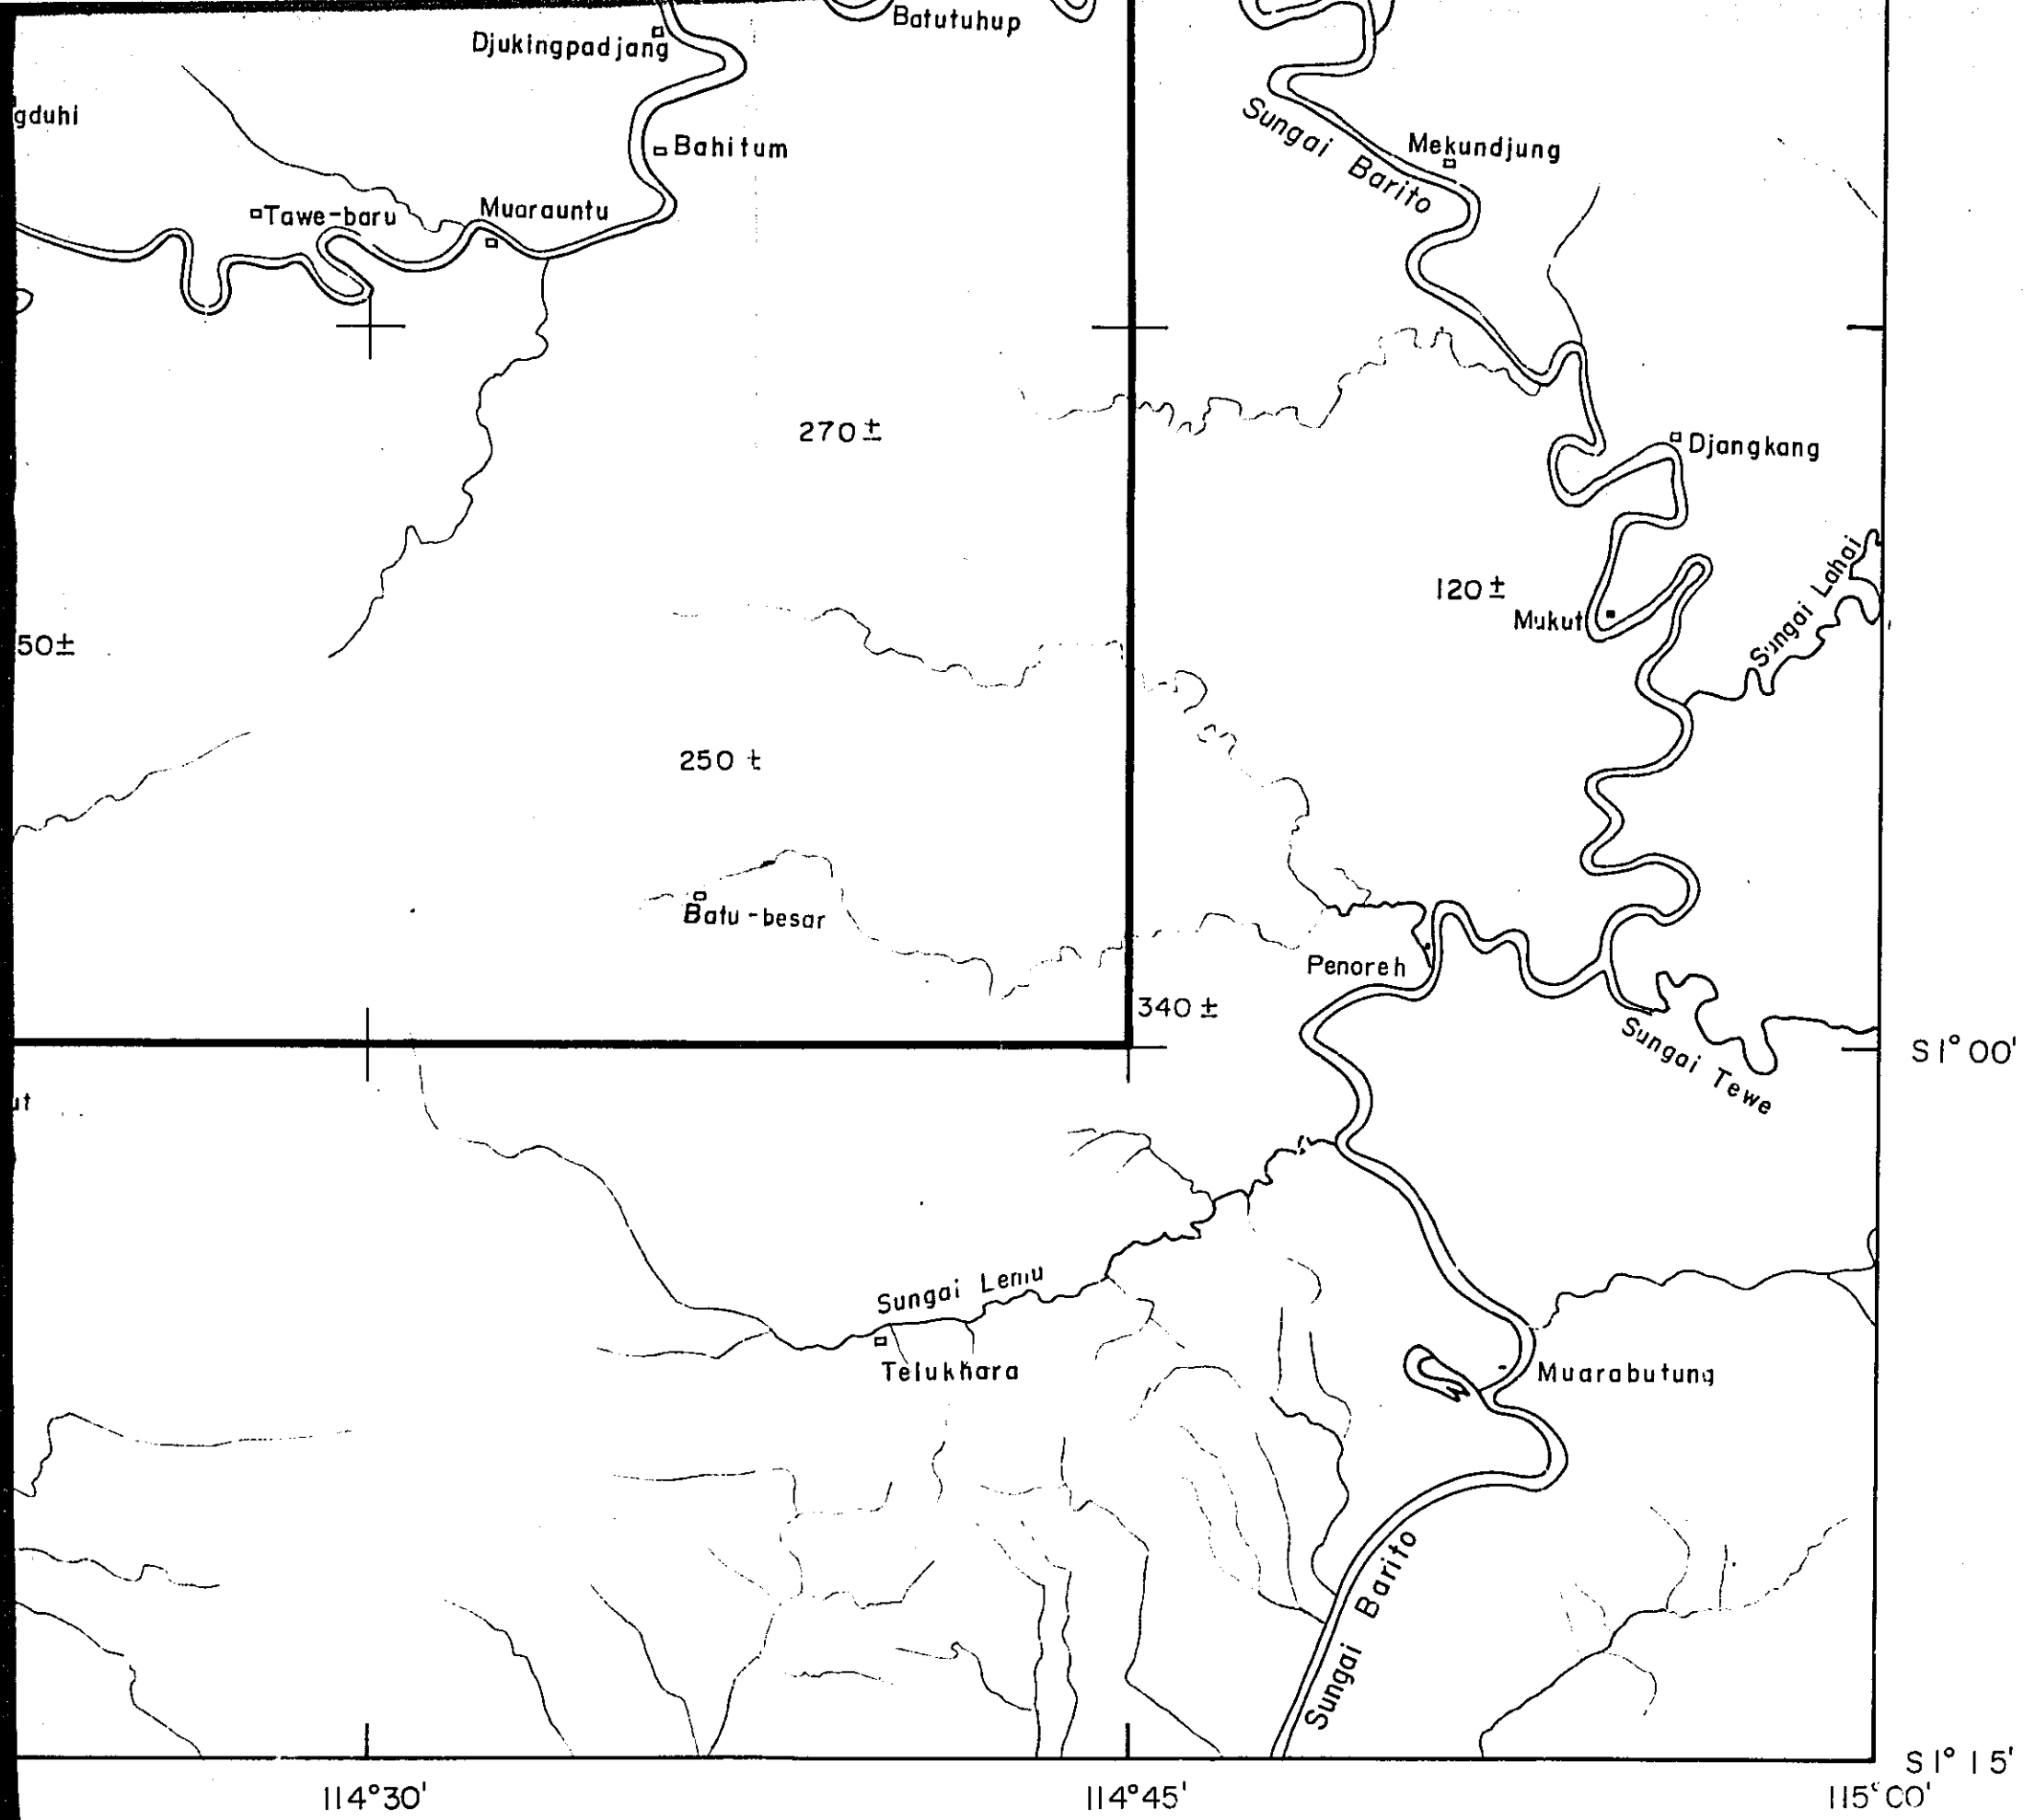 Batutuhup
Djukingpadjang
gduhi
Sungai Barito
Mekundjung
Bahitum
Tawe-baru
Muarauntu
270±
Djangkang
120±
Mukut
Sungai Lahai
50±
250 ±
Batu-besar
Penoreh
340±
Sungai Tewe
S1°00'
ut
Sungai Lemu
Telukhara
Muarabutung
Sungai Barito
S1°15'
114°30'
114°45'
115°00'